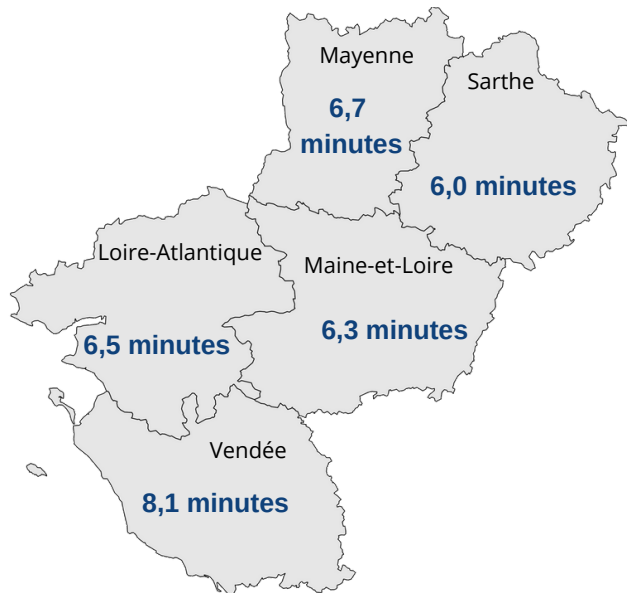 Mayenne
6,7
minutes
Sarthe
6,0 minutes
Loire-Atlantique
6,5 minutes
Maine-et-Loire
6,3 minutes
Vendée
8,1 minutes